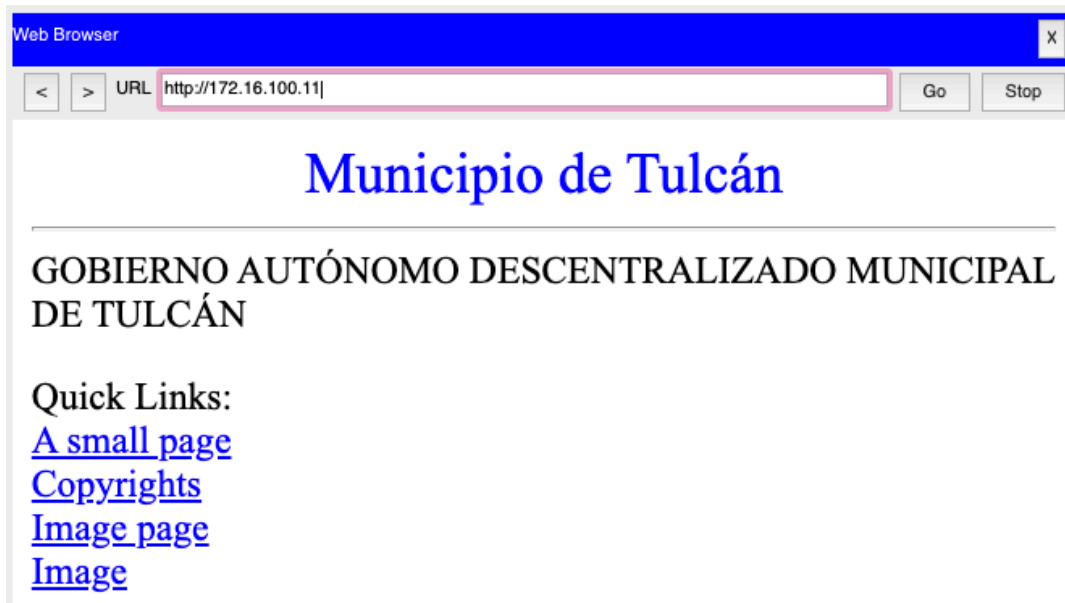 Web Browser
X
< > URL http://172.16.100.11 Go Stop
Municipio de Tulcán
GOBIERNO AUTÓNOMO DESCENTRALIZADO MUNICIPAL
DE TULCÁN
Quick Links:
A small page
Copyrights
Image page
Image